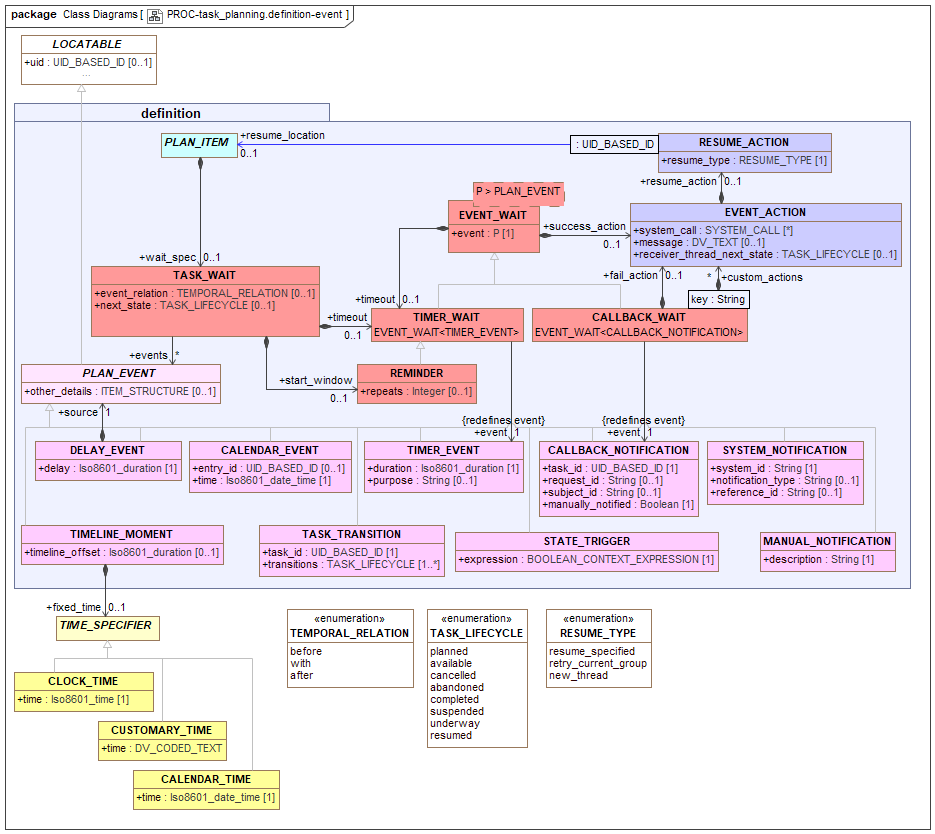 package Class Diagrams [ PROC-task_planning.definition-event ]
LOCATABLE
+uid : UID_BASED_ID [0..1]
...
definition
PLAN_ITEM
+resume_location
0..1
: UID_BASED_ID
RESUME_ACTION
+resume_type : RESUME_TYPE [1]
+resume_action 0..1
P > PLAN_EVENT
EVENT_WAIT
+event : P [1]
+success_action
0..1
EVENT_ACTION
+system_call : SYSTEM_CALL [*]
+message : DV_TEXT [0..1]
+receiver_thread_next_state : TASK_LIFECYCLE [0..1]
+wait_spec 0..1
TASK_WAIT
+event_relation : TEMPORAL_RELATION [0..1]
+next_state : TASK_LIFECYCLE [0..1]
+fail_action 0..1
* +custom_actions
key : String
+timeout 0..1
+timeout
0..1
TIMER_WAIT
EVENT_WAIT<TIMER_EVENT>
CALLBACK_WAIT
EVENT_WAIT<CALLBACK_NOTIFICATION>
+events *
+start_window
0..1
REMINDER
+repeats : Integer [0..1]
PLAN_EVENT
+other_details : ITEM_STRUCTURE [0..1]
+source 1
{redefines event}
+event 1
{redefines event}
+event 1
DELAY_EVENT
+delay : Iso8601_duration [1]
CALENDAR_EVENT
+entry_id : UID_BASED_ID [0..1]
+time : Iso8601_date_time [1]
TIMER_EVENT
+duration : Iso8601_duration [1]
+purpose : String [0..1]
CALLBACK_NOTIFICATION
+task_id : UID_BASED_ID [1]
+request_id : String [0..1]
+subject_id : String [0..1]
+manually_notified : Boolean [1]
SYSTEM_NOTIFICATION
+system_id : String [1]
+notification_type : String [0..1]
+reference_id : String [0..1]
TIMELINE_MOMENT
+timeline_offset : Iso8601_duration [0..1]
TASK_TRANSITION
+task_id : UID_BASED_ID [1]
+transitions : TASK_LIFECYCLE [1..*]
STATE_TRIGGER
+expression : BOOLEAN_CONTEXT_EXPRESSION [1]
MANUAL_NOTIFICATION
+description : String [1]
+fixed_time 0..1
TIME_SPECIFIER
CLOCK_TIME
+time : Iso8601_time [1]
CUSTOMARY_TIME
+time : DV_CODED_TEXT
CALENDAR_TIME
+time : Iso8601_date_time [1]
«enumeration»
TEMPORAL_RELATION
before
with
after
«enumeration»
TASK_LIFECYCLE
planned
available
cancelled
abandoned
completed
suspended
underway
resumed
«enumeration»
RESUME_TYPE
resume_specified
retry_current_group
new_thread